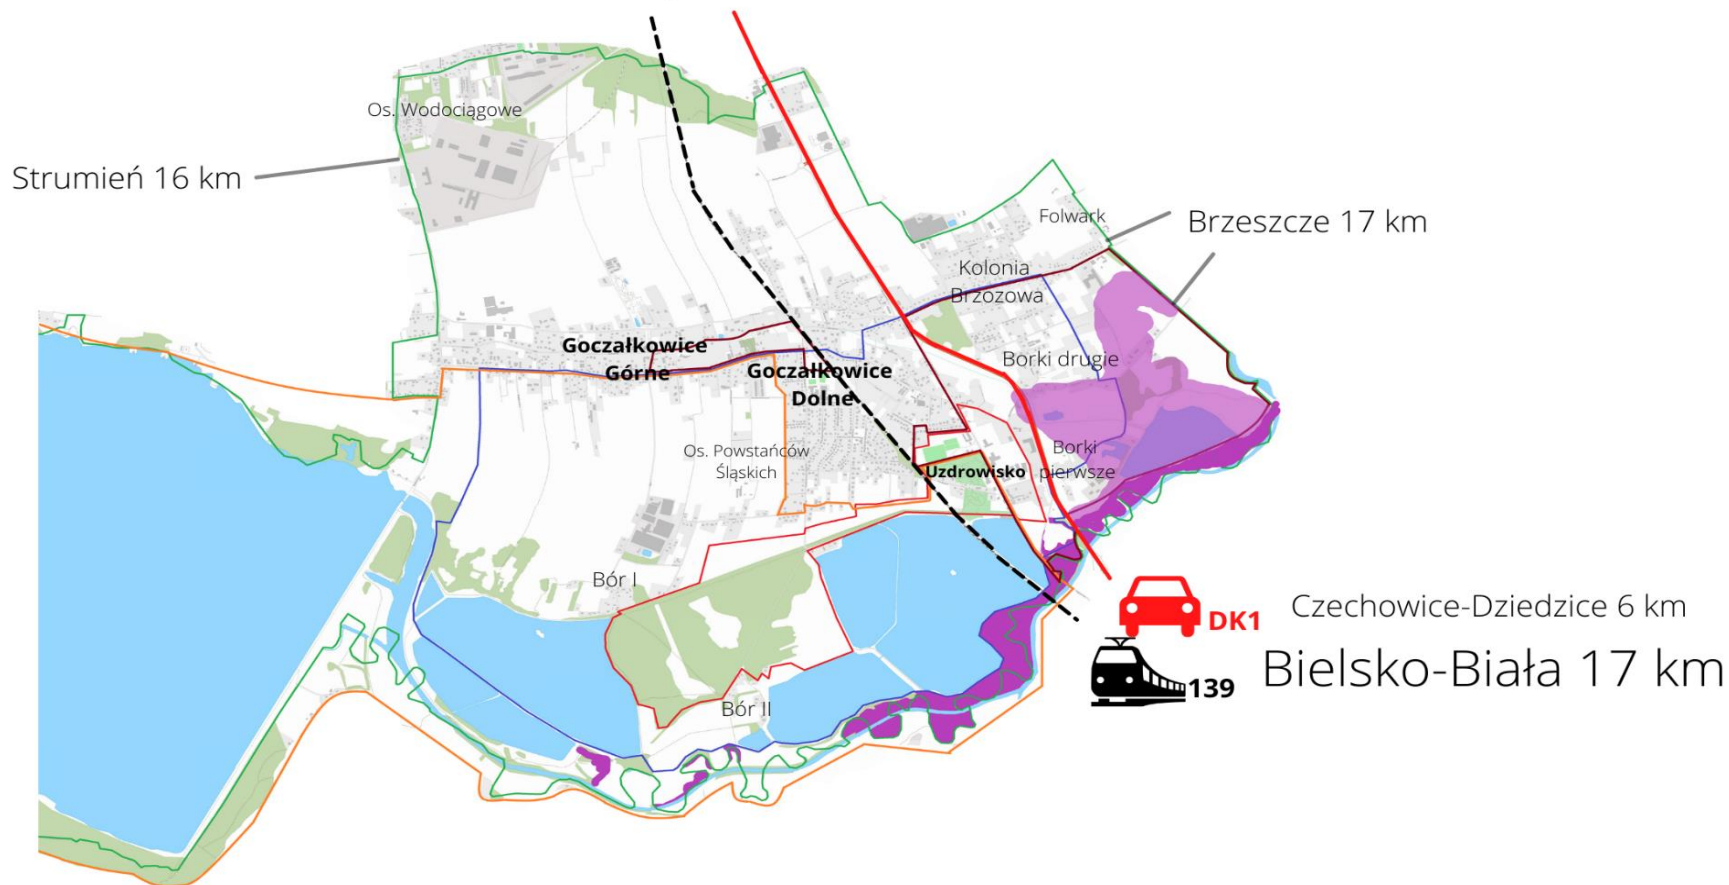 Os. Wodociągowe
Strumień 16 km
Folwark
Brzeszcze 17 km
Kolonia
Brzozowa
Goczałkowice
Górne
Goczałkowice
Dolne
Borki drugie
Os. Powstańców
Śląskich
Uzdrowisko
Borki
pierwsze
Bór I
Bór II
DK1
Czechowice-Dziedzice 6 km
139
Bielsko-Biała 17 km